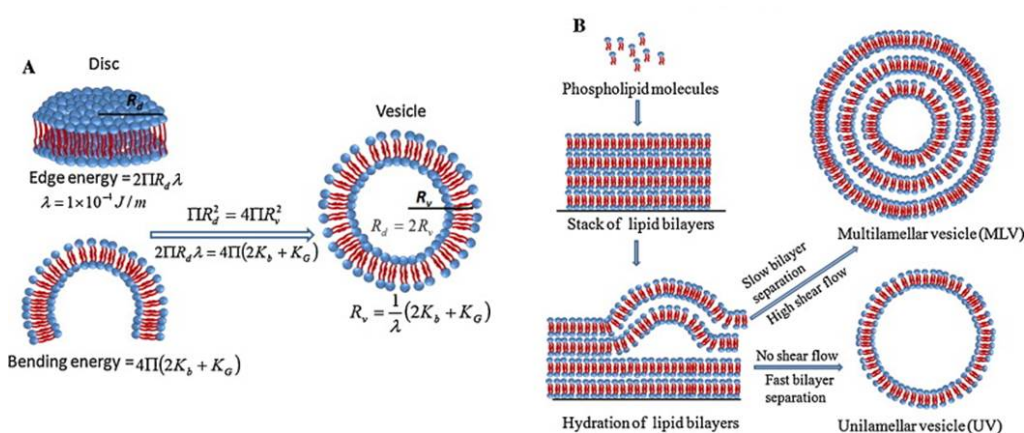 A
Disc
R_d
Edge energy = 2ΠR_dλ
λ = 1×10⁻⁴ J/m
ΠR_d² = 4ΠR_v²
2ΠR_dλ = 4Π(2K_b + K_G)
Bending energy = 4Π(2K_b + K_G)
Vesicle
R_v
R_d = 2R_v
R_v = 1/λ (2K_b + K_G)
B
Phospholipid molecules
Stack of lipid bilayers
Hydration of lipid bilayers
Slow bilayer
separation
High shear flow
Multilamellar vesicle (MLV)
No shear flow
Fast bilayer
separation
Unilamellar vesicle (UV)